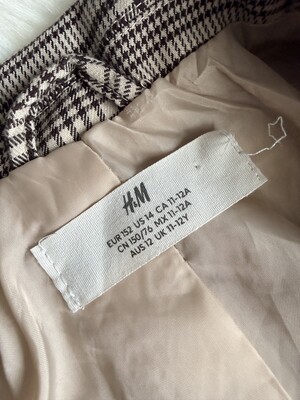 H&M
EUR 152 US 14 CA 11-12A
CN 150/76 MX 11-12A
AUS 12 UK 11-12Y